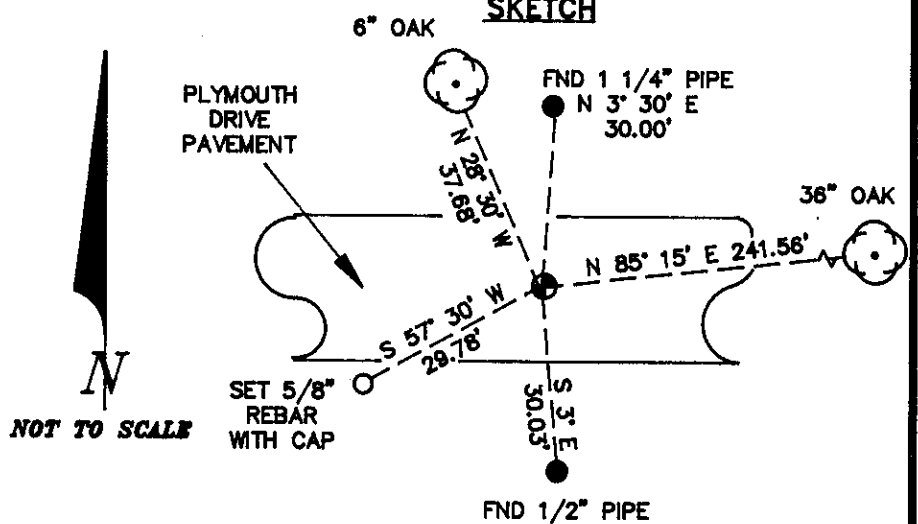 SKETCH
6" OAK
FND 1 1/4" PIPE
N 3° 30' E
30.00'
PLYMOUTH
DRIVE
PAVEMENT
N 28° 30' W
37.68'
36" OAK
N 85° 15' E 241.56'
S 57° 30' W
29.78'
SET 5/8"
REBAR
WITH CAP
S 3° E
30.03'
N
NOT TO SCALE
FND 1/2" PIPE